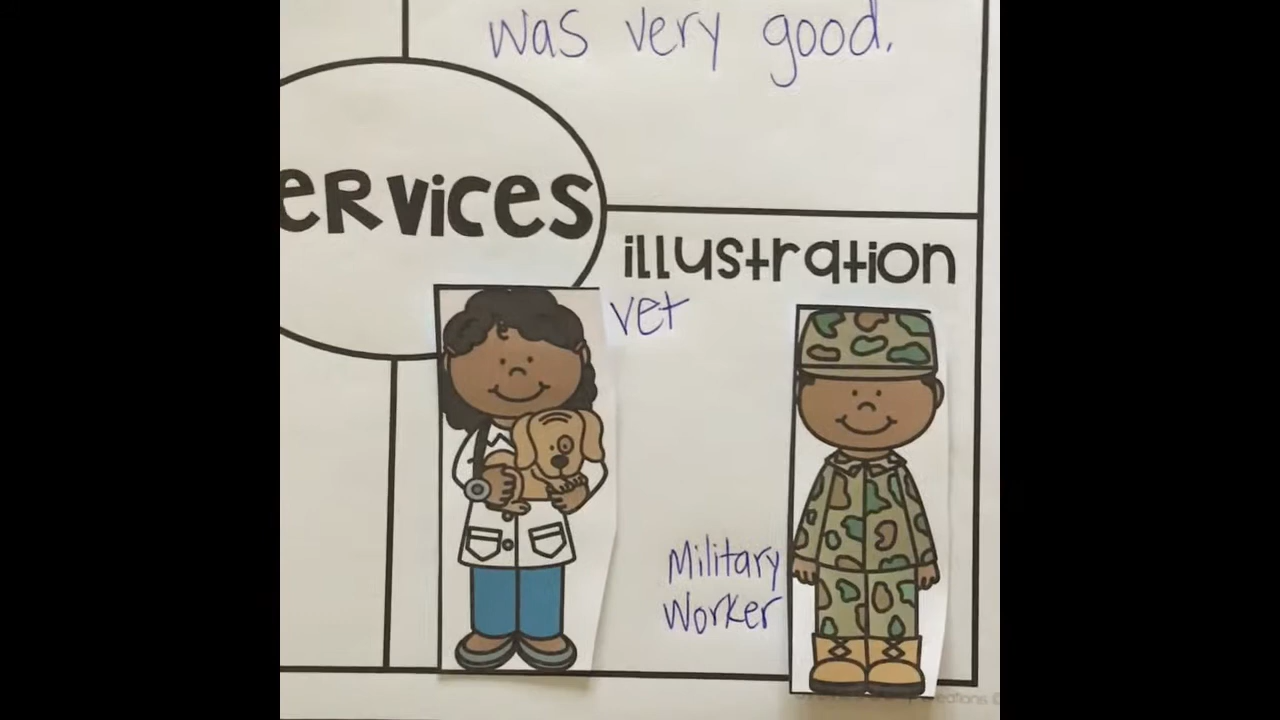 was very good.
ervices
illustration
vet
Military
Worker